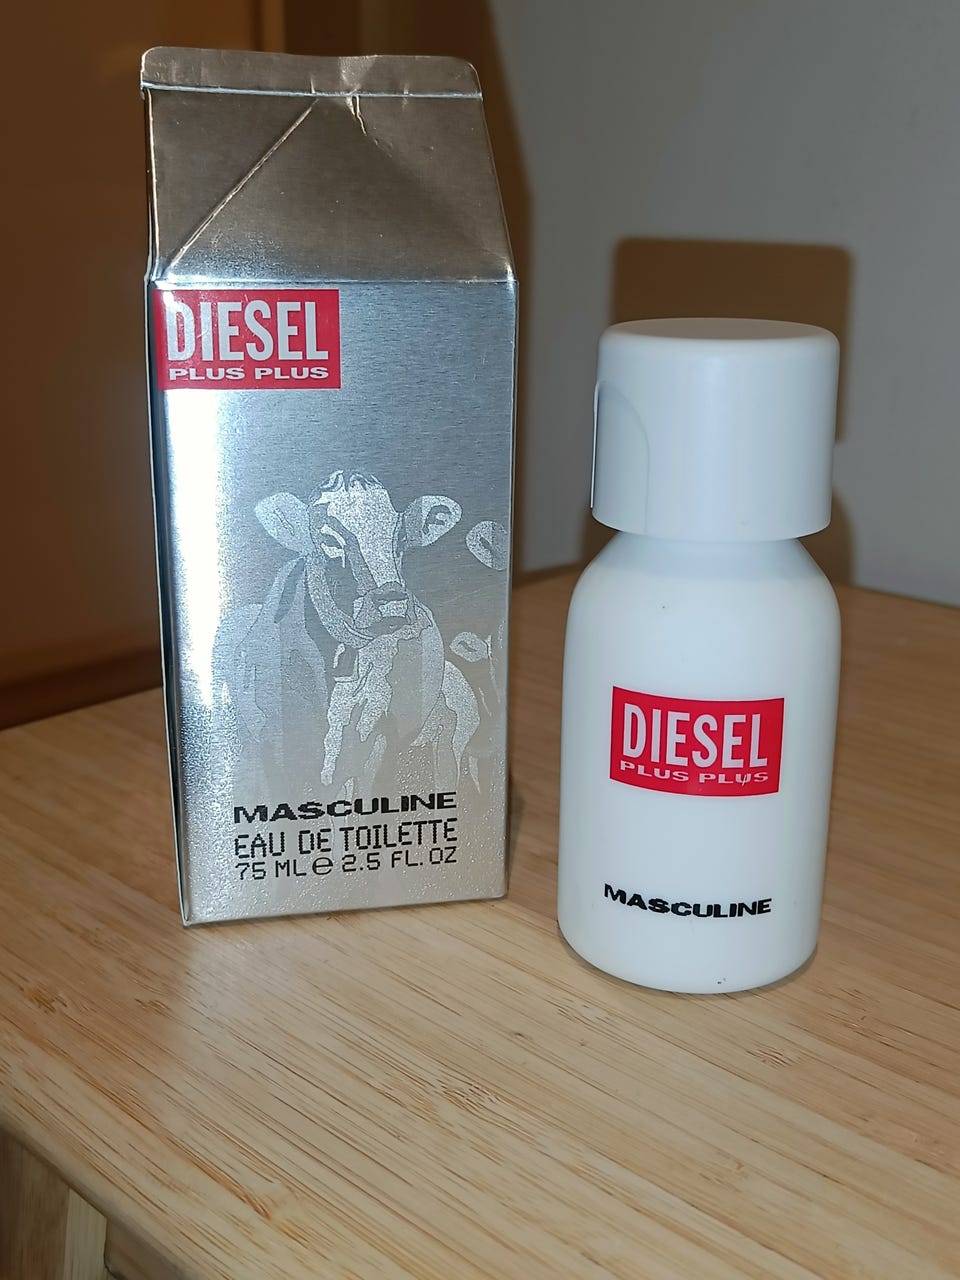 DIESEL
PLUS PLUS
MASCULINE
EAU DE TOILETTE
75 ML ℮ 2.5 FL. OZ
DIESEL
PLUS PLUS
MASCULINE